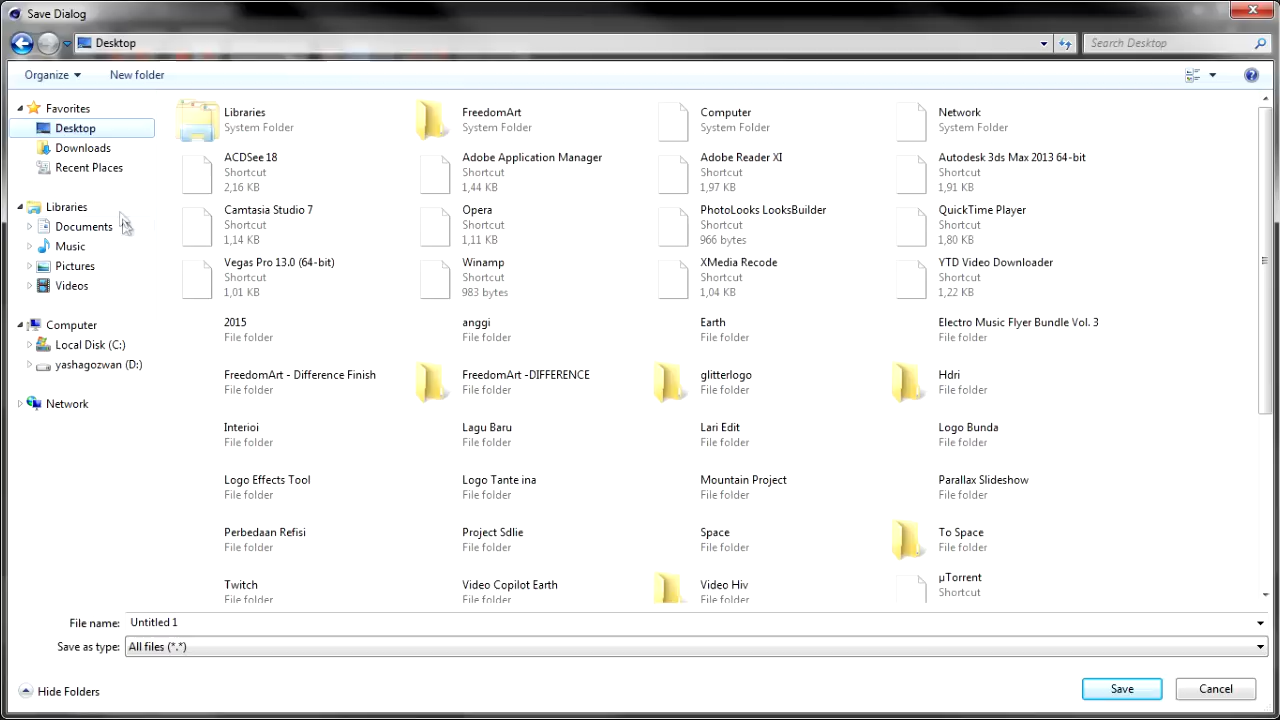 Save Dialog
Desktop
Search Desktop
Organize
New folder
Favorites
Desktop
Downloads
Recent Places
Libraries
Documents
Music
Pictures
Videos
Computer
Local Disk (C:)
yashagozwan (D:)
Network
Libraries
System Folder
FreedomArt
System Folder
Computer
System Folder
Network
System Folder
ACDSee 18
Shortcut
2,16 KB
Adobe Application Manager
Shortcut
1,44 KB
Adobe Reader XI
Shortcut
1,97 KB
Autodesk 3ds Max 2013 64-bit
Shortcut
1,91 KB
Camtasia Studio 7
Shortcut
1,14 KB
Opera
Shortcut
1,11 KB
PhotoLooks LooksBuilder
Shortcut
966 bytes
QuickTime Player
Shortcut
1,80 KB
Vegas Pro 13.0 (64-bit)
Shortcut
1,01 KB
Winamp
Shortcut
983 bytes
XMedia Recode
Shortcut
1,04 KB
YTD Video Downloader
Shortcut
1,22 KB
2015
File folder
anggi
File folder
Earth
File folder
Electro Music Flyer Bundle Vol. 3
File folder
FreedomArt - Difference Finish
File folder
FreedomArt -DIFFERENCE
File folder
glitterlogo
File folder
Hdri
File folder
Interioi
File folder
Lagu Baru
File folder
Lari Edit
File folder
Logo Bunda
File folder
Logo Effects Tool
File folder
Logo Tante ina
File folder
Mountain Project
File folder
Parallax Slideshow
File folder
Perbedaan Refisi
File folder
Project Sdlie
File folder
Space
File folder
To Space
File folder
Twitch
File folder
Video Copilot Earth
File folder
Video Hiv
File folder
µTorrent
Shortcut
File name: Untitled 1
Save as type: All files (*.*)
Hide Folders
Save
Cancel